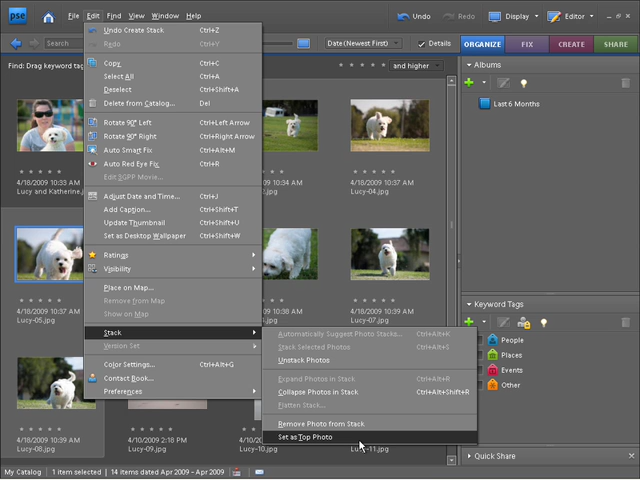 pse File Edit Find View Window Help Undo Redo Display Editor
Search Date (Newest First) Details ORGANIZE FIX CREATE SHARE
Find: Drag keyword tag and higher
Undo Create Stack Ctrl+Z
Redo Ctrl+Y
Copy Ctrl+C
Select All Ctrl+A
Deselect Ctrl+Shift+A
Delete from Catalog... Del
Rotate 90° Left Ctrl+Left Arrow
Rotate 90° Right Ctrl+Right Arrow
Auto Smart Fix Ctrl+Alt+M
Auto Red Eye Fix Ctrl+R
Edit 3GPP Movie...
Adjust Date and Time... Ctrl+J
Add Caption... Ctrl+Shift+T
Update Thumbnail Ctrl+Shift+U
Set as Desktop Wallpaper Ctrl+Shift+W
Ratings
Visibility
Place on Map...
Remove from Map
Show on Map
Stack
Version Set
Color Settings... Ctrl+Alt+G
Contact Book...
Preferences
Automatically Suggest Photo Stacks... Ctrl+Alt+K
Stack Selected Photos Ctrl+Alt+S
Unstack Photos
Expand Photos in Stack Ctrl+Alt+R
Collapse Photos in Stack Ctrl+Alt+Shift+R
Flatten Stack...
Remove Photo from Stack
Set as Top Photo
4/18/2009 10:33 AM
Lucy and Katherine.
10:34 AM
.jpg
4/18/2009 10:37 AM
Lucy-04.jpg
4/18/2009 10:37 AM
Lucy-05.jpg
Lucy-07.jpg
4/18/2009 10:38 AM
Lucy-08.jpg
4/10/2009 2:18 PM
Lucy-09.jpg
Lucy-10.jpg
Lucy-11.jpg
Albums
Last 6 Months
Keyword Tags
People
Places
Events
Other
Quick Share
My Catalog 1 item selected 14 items dated Apr 2009 - Apr 2009